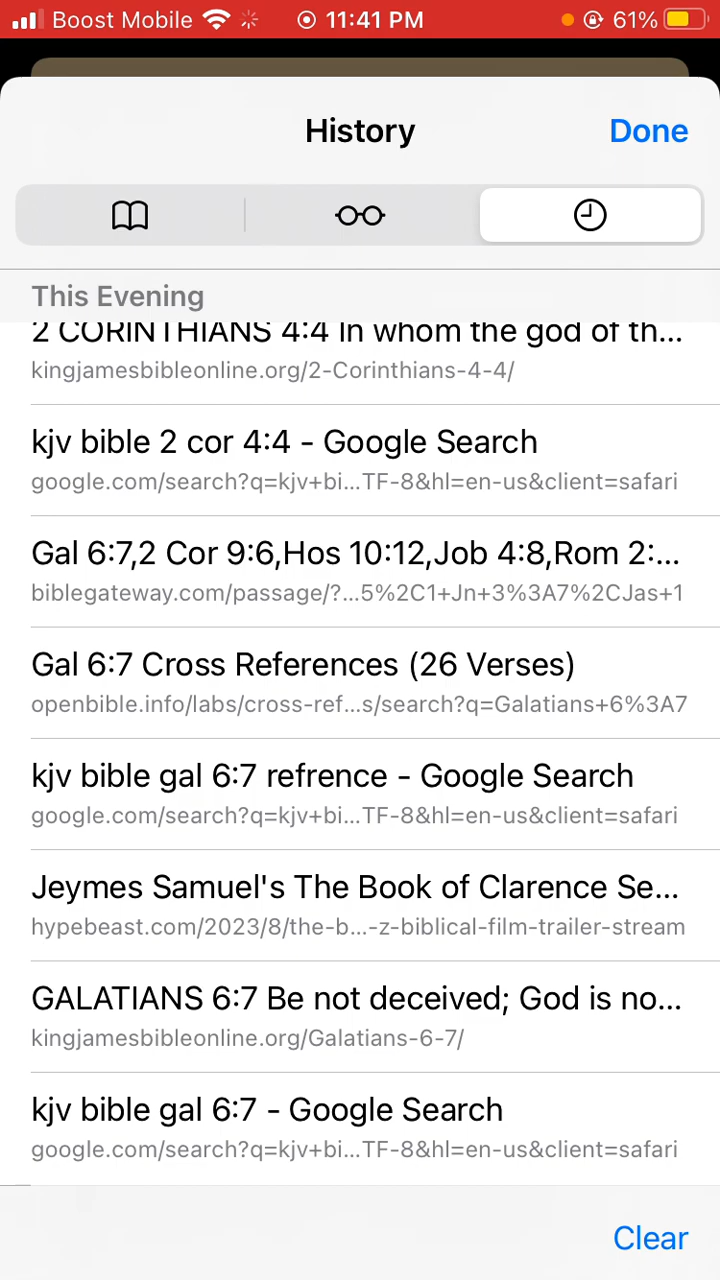 Boost Mobile 11:41 PM 61%
History Done
This Evening
2 CORINTHIANS 4:4 In whom the god of th...
kingjamesbibleonline.org/2-Corinthians-4-4/
kjv bible 2 cor 4:4 - Google Search
google.com/search?q=kjv+bi...TF-8&hl=en-us&client=safari
Gal 6:7,2 Cor 9:6,Hos 10:12,Job 4:8,Rom 2:...
biblegateway.com/passage/?...5%2C1+Jn+3%3A7%2CJas+1
Gal 6:7 Cross References (26 Verses)
openbible.info/labs/cross-ref...s/search?q=Galatians+6%3A7
kjv bible gal 6:7 refrence - Google Search
google.com/search?q=kjv+bi...TF-8&hl=en-us&client=safari
Jeymes Samuel's The Book of Clarence Se...
hypebeast.com/2023/8/the-b...-z-biblical-film-trailer-stream
GALATIANS 6:7 Be not deceived; God is no...
kingjamesbibleonline.org/Galatians-6-7/
kjv bible gal 6:7 - Google Search
google.com/search?q=kjv+bi...TF-8&hl=en-us&client=safari
Clear